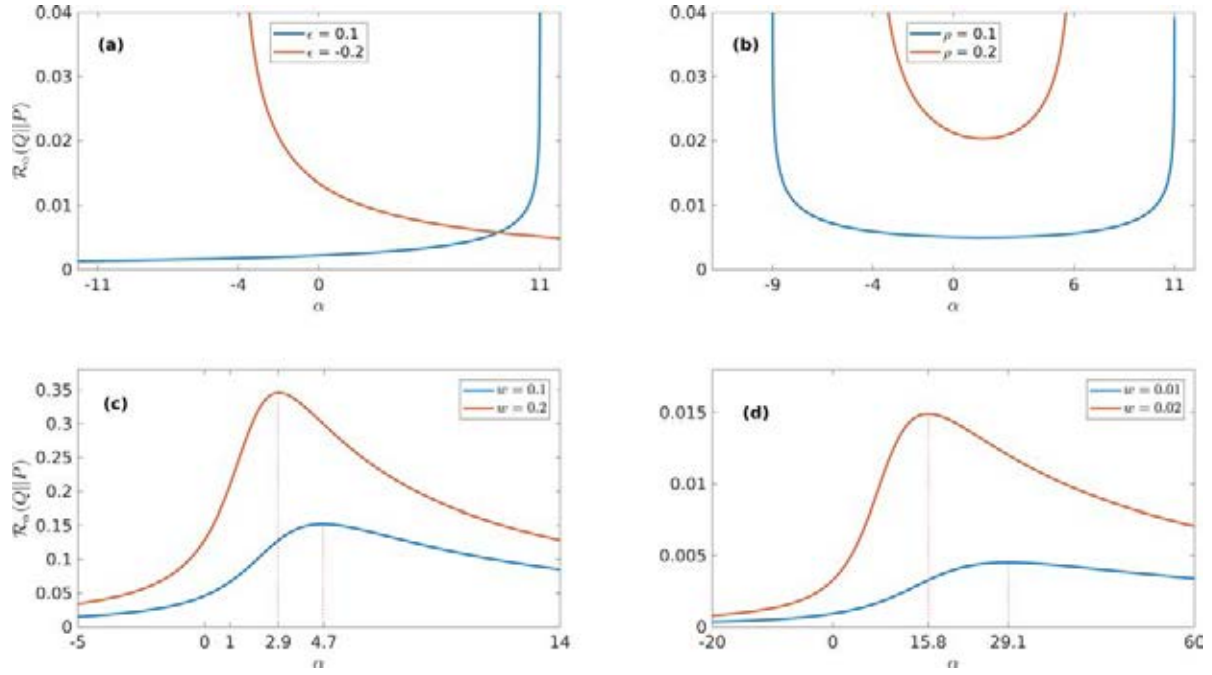 (a)
ϵ = 0.1
ϵ = -0.2
0.04
0.03
0.02
0.01
0
-11
-4
0
11
α
ℛα(Q||P)
(b)
ρ = 0.1
ρ = 0.2
0.04
0.03
0.02
0.01
0
-9
-4
0
6
11
α
(c)
w = 0.1
w = 0.2
0.35
0.3
0.25
0.2
0.15
0.1
0.05
0
-5
0
1
2.9
4.7
14
α
ℛα(Q||P)
(d)
w = 0.01
w = 0.02
0.015
0.01
0.005
0
-20
0
15.8
29.1
60
α